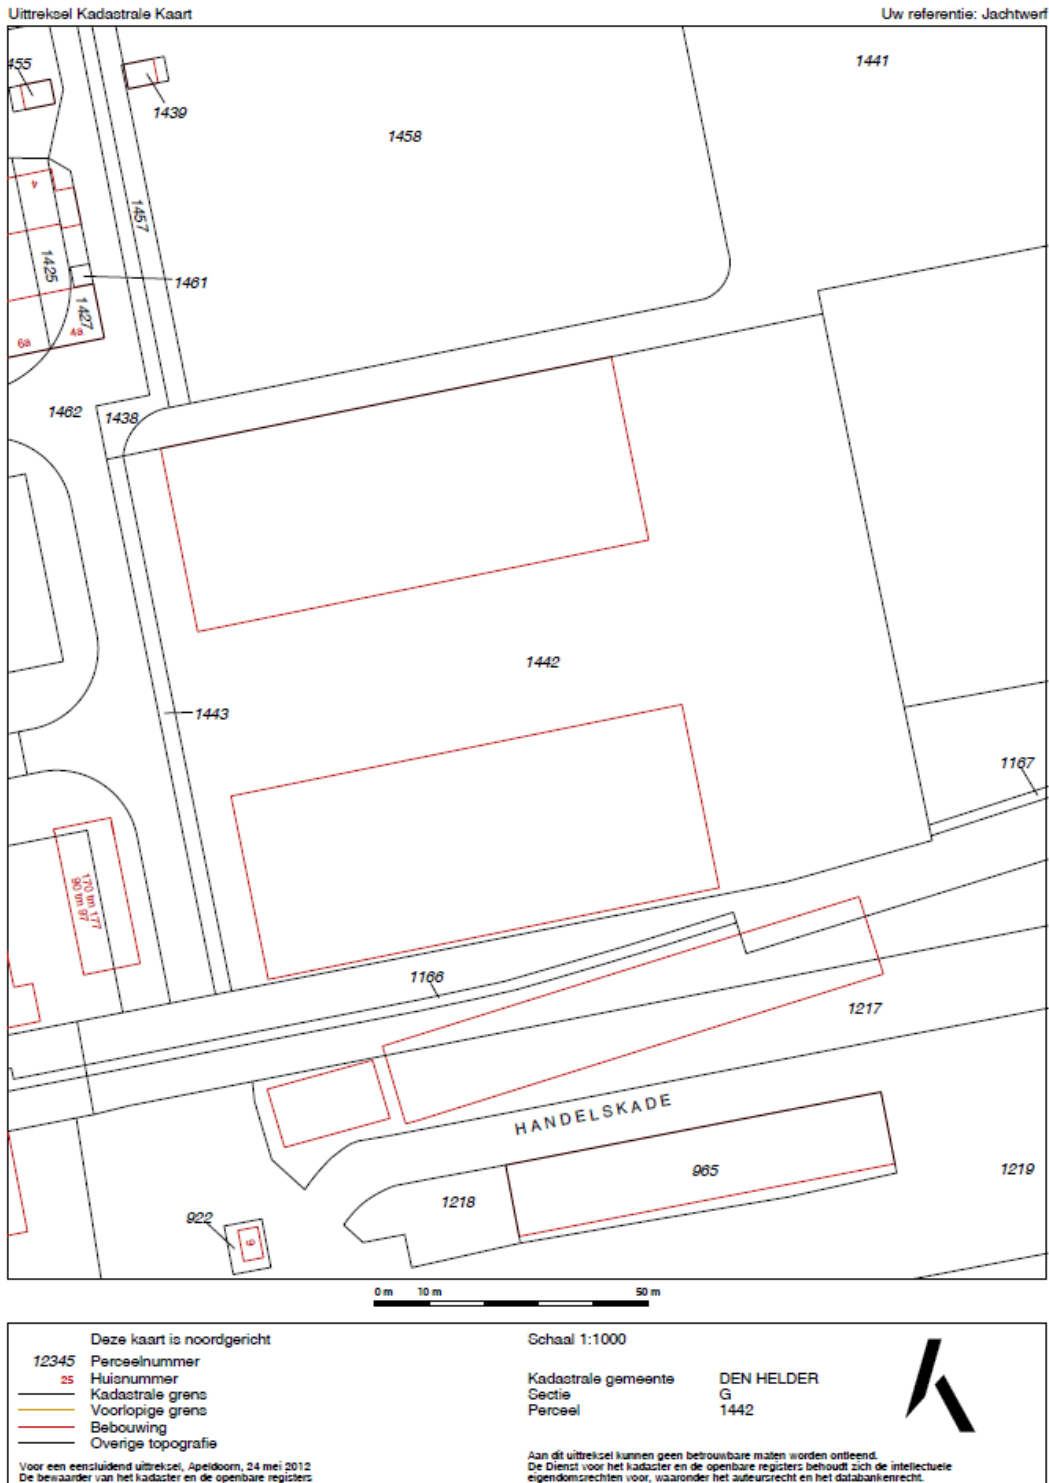 Uittreksel Kadastrale Kaart
Uw referentie: Jachtwerf
455
1439
1441
1458
4
1457
1425
1461
1427
4a
6a
1462
1438
1442
1443
1167
170 tm 177
90 tm 97
1166
1217
HANDELSKADE
965
1219
1218
922
9
0 m 10 m 50 m
Deze kaart is noordgericht
12345 Perceelnummer
25 Huisnummer
Kadastrale grens
Voorlopige grens
Bebouwing
Overige topografie
Voor een eensluidend uittreksel, Apeldoorn, 24 mei 2012
De bewaarder van het kadaster en de openbare registers
Schaal 1:1000
Kadastrale gemeente DEN HELDER
Sectie G
Perceel 1442
Aan dit uittreksel kunnen geen betrouwbare maten worden ontleend.
De Dienst voor het kadaster en de openbare registers behoudt zich de intellectuele
eigendomsrechten voor, waaronder het auteursrecht en het databankenrecht.